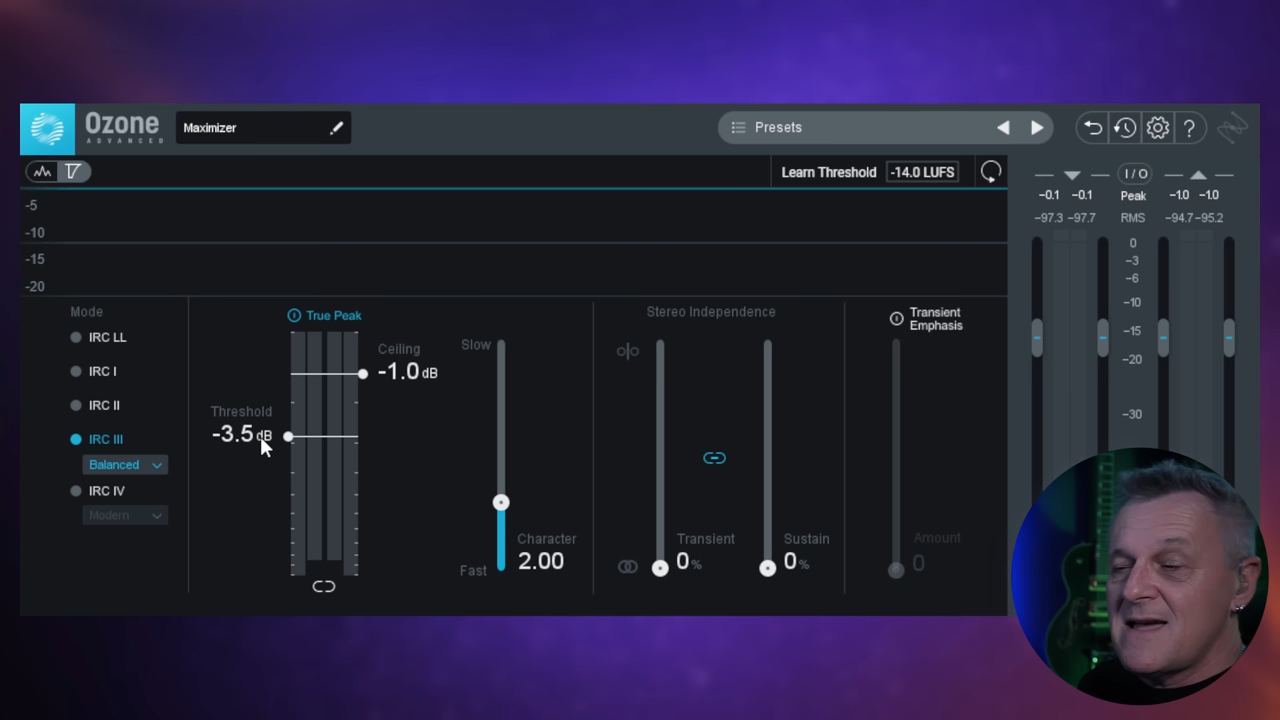 Ozone
ADVANCED
Maximizer
Presets
?
Learn Threshold -14.0 LUFS
I / O
-0.1 -0.1 Peak -1.0 -1.0
-97.3 -97.7 RMS -94.7 -95.2
-5
-10
-15
-20
0
-3
-6
-10
-15
-20
-30
Mode
IRC LL
IRC I
IRC II
IRC III
Balanced
IRC IV
Modern
True Peak
Ceiling
-1.0 dB
Threshold
-3.5 dB
Slow
Fast
Character
2.00
Stereo Independence
Transient
0 %
Sustain
0 %
Transient
Emphasis
Amount
0